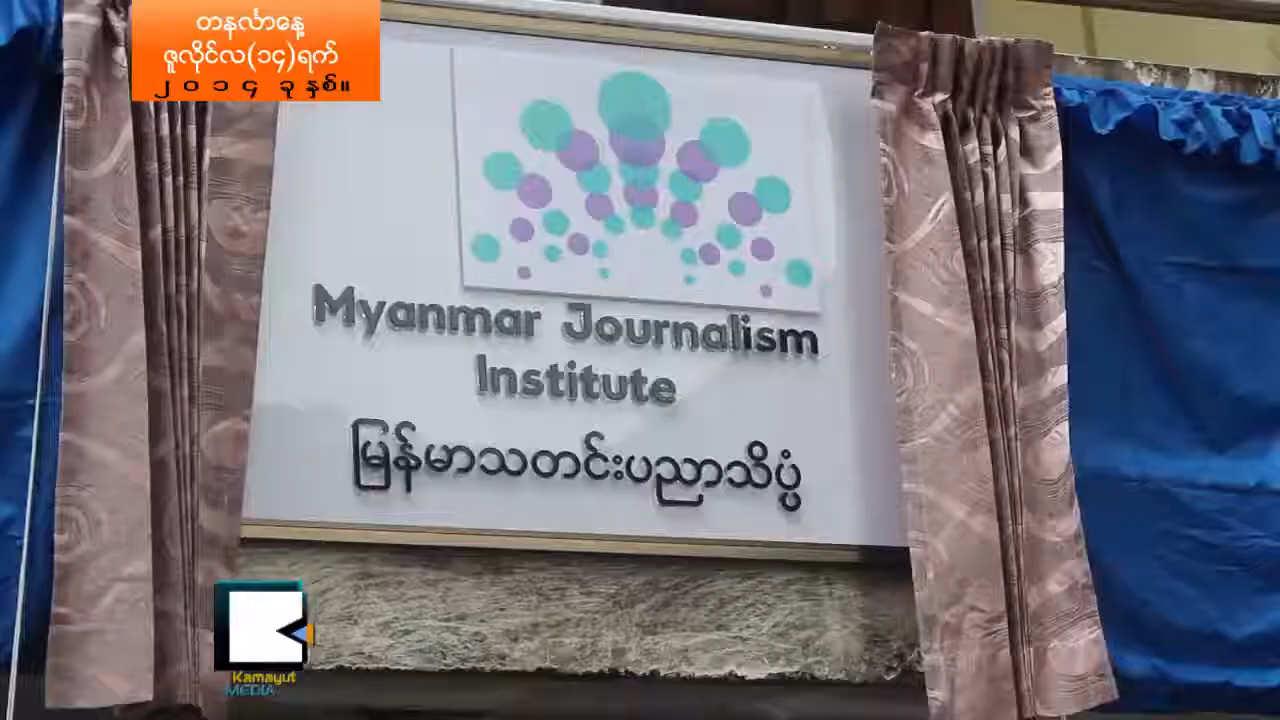 တနင်္လာနေ့
ဇူလိုင်လ(၁၄)ရက်
၂ ၀ ၁ ၄ ခု နှစ်။
Myanmar Journalism
Institute
မြန်မာသတင်းပညာသိပ္ပံ
Kamayut
MEDIA